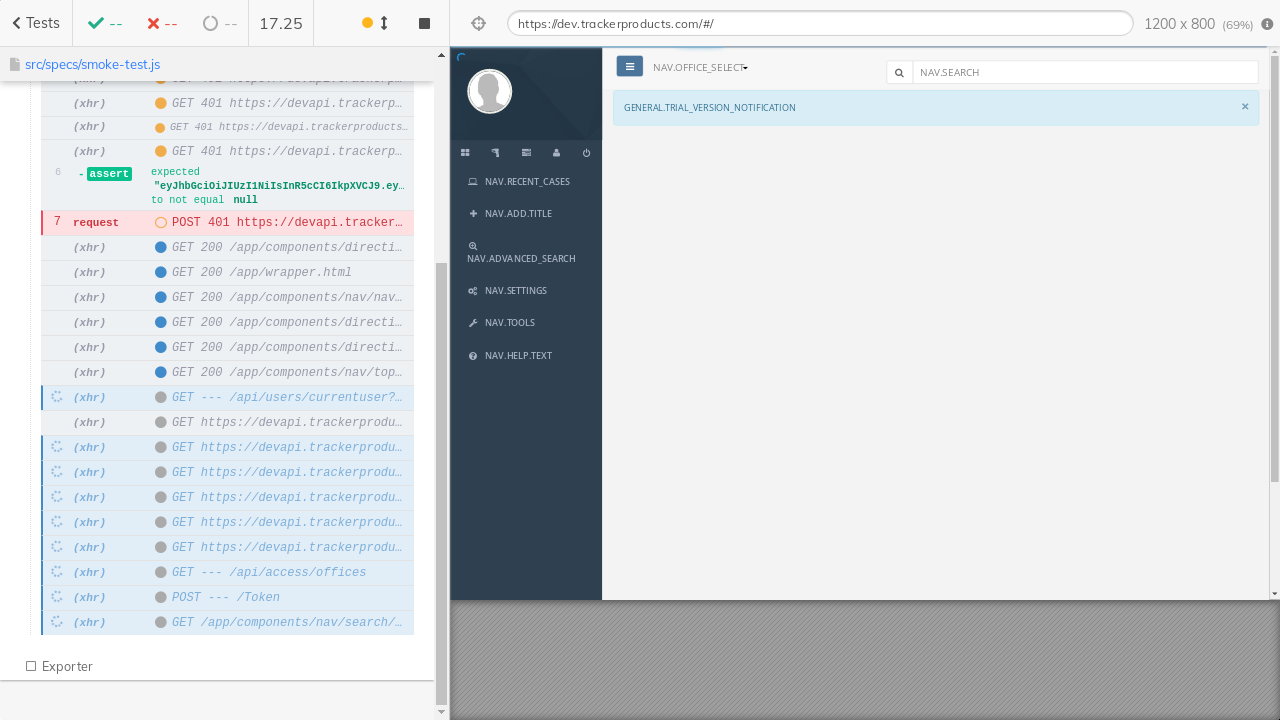 Tests
--
--
--
17.25
https://dev.trackerproducts.com/#/
1200 x 800 (69%)
src/specs/smoke-test.js
(xhr) GET 401 https://devapi.trackerp...
(xhr) GET 401 https://devapi.trackerproducts...
(xhr) GET 401 https://devapi.trackerp...
6 - assert expected
"eyJhbGciOiJIUzI1NiIsInR5cCI6IkpXVCJ9.ey...
to not equal null
7 request POST 401 https://devapi.tracker...
(xhr) GET 200 /app/components/directi...
(xhr) GET 200 /app/wrapper.html
(xhr) GET 200 /app/components/nav/nav...
(xhr) GET 200 /app/components/directi...
(xhr) GET 200 /app/components/directi...
(xhr) GET 200 /app/components/nav/top...
(xhr) GET --- /api/users/currentuser?...
(xhr) GET https://devapi.trackerprodu...
(xhr) GET https://devapi.trackerprodu...
(xhr) GET https://devapi.trackerprodu...
(xhr) GET https://devapi.trackerprodu...
(xhr) GET https://devapi.trackerprodu...
(xhr) GET https://devapi.trackerprodu...
(xhr) GET --- /api/access/offices
(xhr) POST --- /Token
(xhr) GET /app/components/nav/search/...
Exporter
NAV.OFFICE_SELECT
NAV.SEARCH
GENERAL.TRIAL_VERSION_NOTIFICATION
×
NAV.RECENT_CASES
NAV.ADD.TITLE
NAV.ADVANCED_SEARCH
NAV.SETTINGS
NAV.TOOLS
NAV.HELP.TEXT